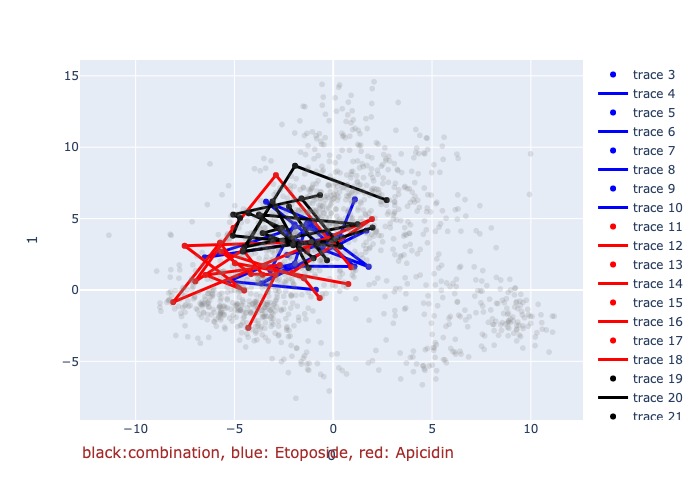 15
10
5
0
−5
1
−10
−5
0
5
10
0
black:combination, blue: Etoposide, red: Apicidin
trace 3
trace 4
trace 5
trace 6
trace 7
trace 8
trace 9
trace 10
trace 11
trace 12
trace 13
trace 14
trace 15
trace 16
trace 17
trace 18
trace 19
trace 20
trace 21